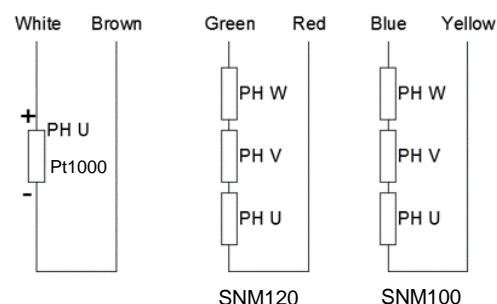 White Brown Green Red Blue Yellow
+ PH U
Pt1000
-
PH W PH W
PH V PH V
PH U PH U
SNM120 SNM100